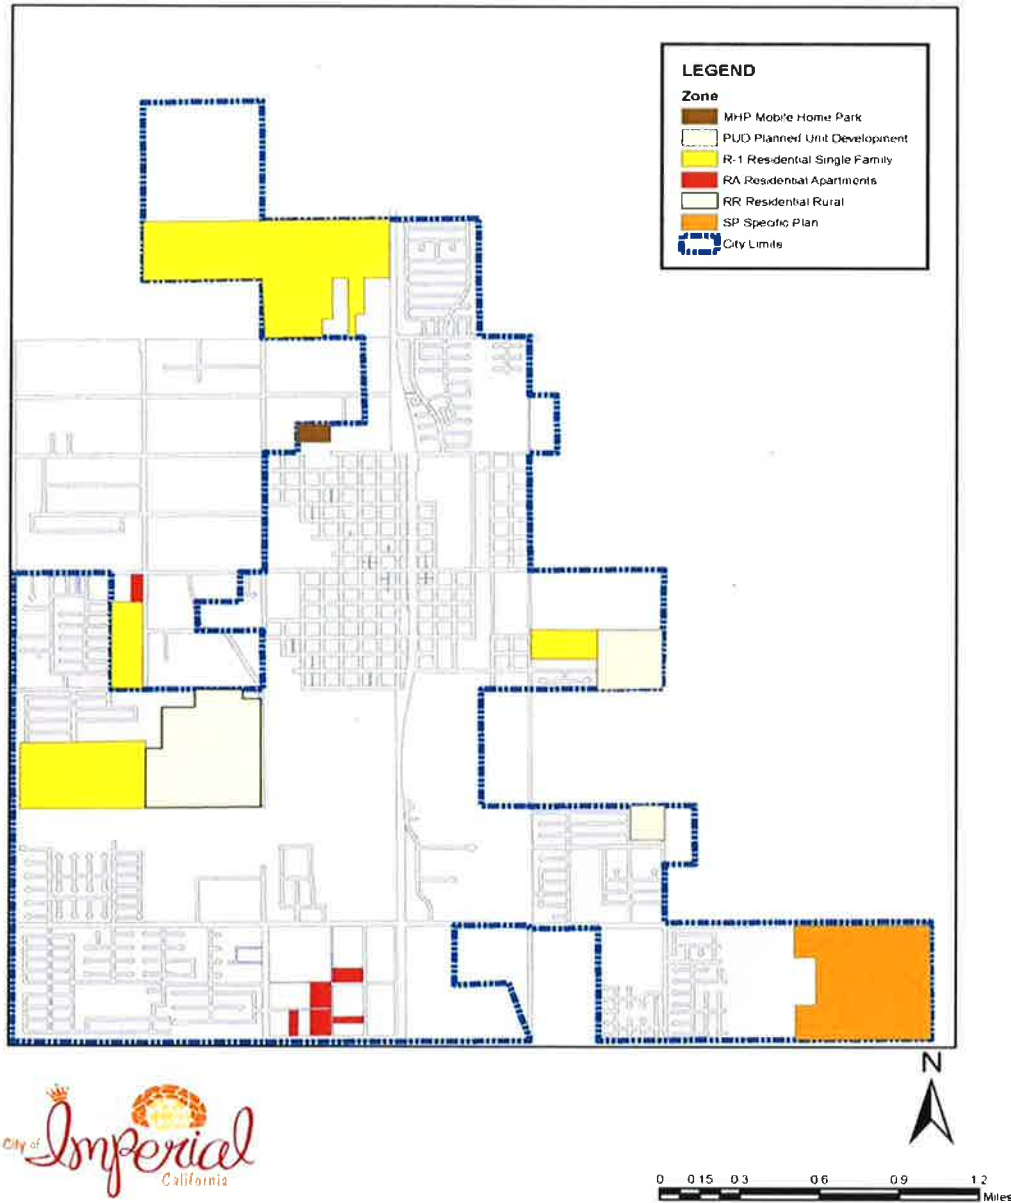 LEGEND
Zone
MHP Mobile Home Park
PUD Planned Unit Development
R-1 Residential Single Family
RA Residential Apartments
RR Residential Rural
SP Specific Plan
City Limits
N
City of
Imperial
California
0 0 15 0 3 0 6 0 9 1 2
Miles